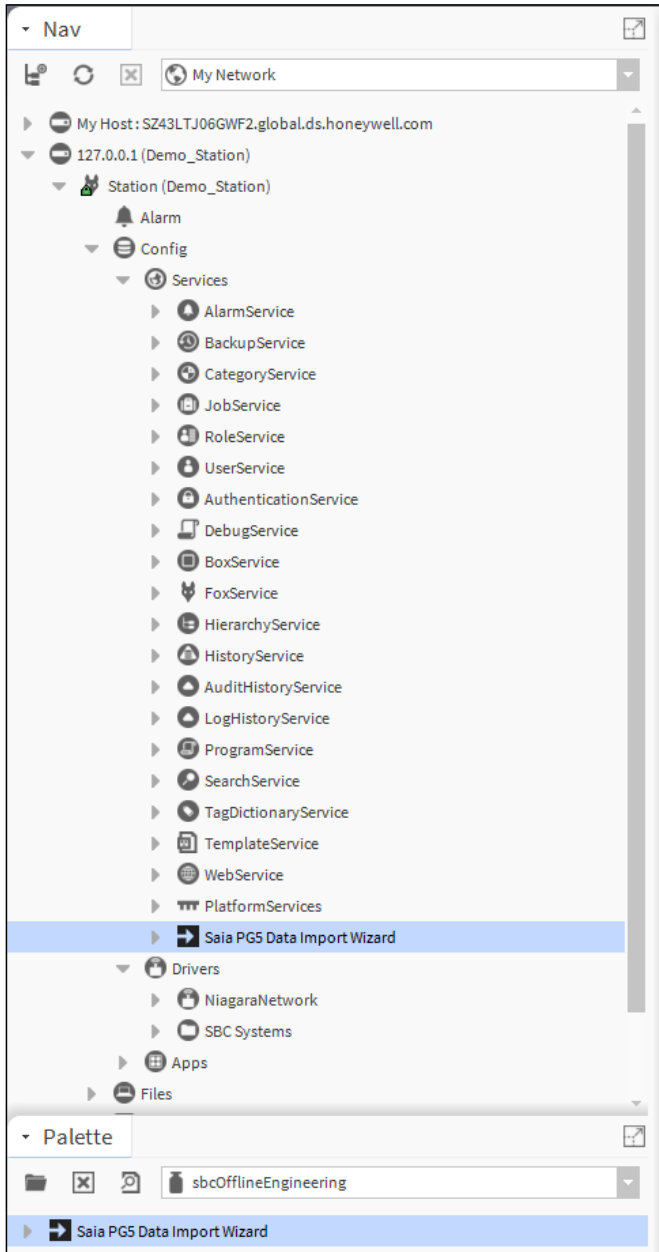 Nav
My Network
My Host : SZ43LTJ06GWF2.global.ds.honeywell.com
127.0.0.1 (Demo_Station)
Station (Demo_Station)
Alarm
Config
Services
AlarmService
BackupService
CategoryService
JobService
RoleService
UserService
AuthenticationService
DebugService
BoxService
FoxService
HierarchyService
HistoryService
AuditHistoryService
LogHistoryService
ProgramService
SearchService
TagDictionaryService
TemplateService
WebService
PlatformServices
Saia PG5 Data Import Wizard
Drivers
NiagaraNetwork
SBC Systems
Apps
Files
Palette
sbcOfflineEngineering
Saia PG5 Data Import Wizard